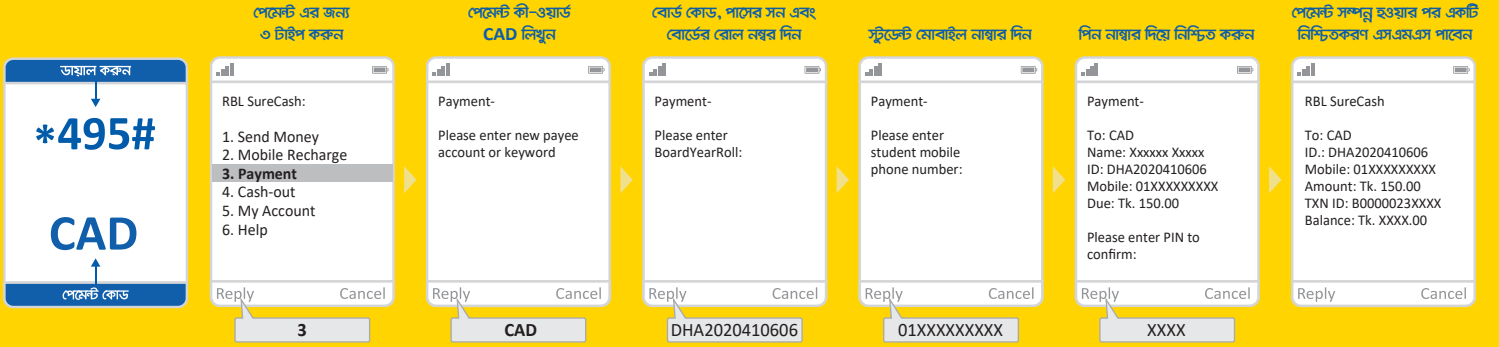 ডায়াল করুন
*495#
CAD
পেমেন্ট কোড
পেমেন্ট এর জন্য
৩ টাইপ করুন
RBL SureCash:
1. Send Money
2. Mobile Recharge
3. Payment
4. Cash-out
5. My Account
6. Help
Reply Cancel
3
পেমেন্ট কী-ওয়ার্ড
CAD লিখুন
Payment-
Please enter new payee
account or keyword
Reply Cancel
CAD
বোর্ড কোড, পাসের সন এবং
বোর্ডের রোল নম্বর দিন
Payment-
Please enter
BoardYearRoll:
Reply Cancel
DHA2020410606
স্টুডেন্ট মোবাইল নাম্বার দিন
Payment-
Please enter
student mobile
phone number:
Reply Cancel
01XXXXXXXXX
পিন নাম্বার দিয়ে নিশ্চিত করুন
Payment-
To: CAD
Name: Xxxxxx Xxxxx
ID: DHA2020410606
Mobile: 01XXXXXXXXX
Due: Tk. 150.00
Please enter PIN to
confirm:
Reply Cancel
XXXX
পেমেন্ট সম্পন্ন হওয়ার পর একটি
নিশ্চিতকরণ এসএমএস পাবেন
RBL SureCash
To: CAD
ID.: DHA2020410606
Mobile: 01XXXXXXXXX
Amount: Tk. 150.00
TXN ID: B0000023XXXX
Balance: Tk. XXXX.00
Reply Cancel